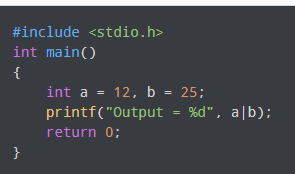 #include <stdio.h>
int main()
{
    int a = 12, b = 25;
    printf("Output = %d", a|b);
    return 0;
}